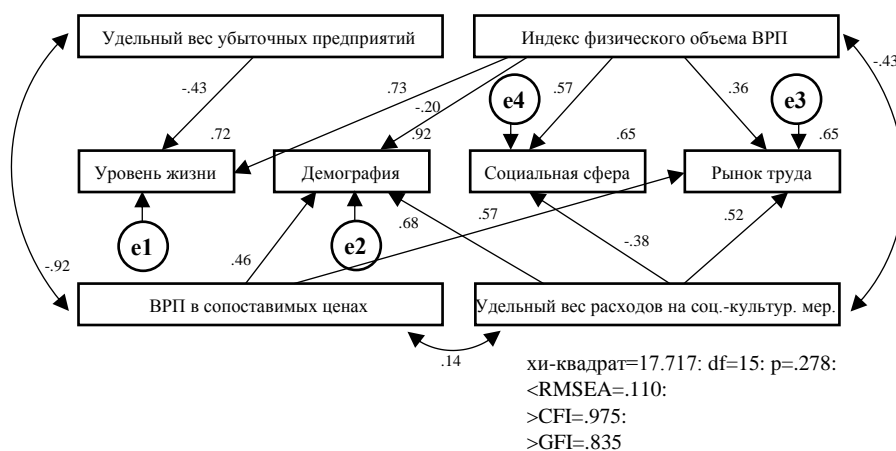 Удельный вес убыточных предприятий
Индекс физического объема ВРП
-.43
-.43
.73
-.20
e4
.57
.36
e3
.72
.92
.65
.65
Уровень жизни
Демография
Социальная сфера
Рынок труда
e1
e2
.57
.68
.52
-.38
.46
-.92
ВРП в сопоставимых ценах
Удельный вес расходов на соц.-культур. мер.
.14
хи-квадрат=17.717: df=15: p=.278:
<RMSEA=.110:
>CFI=.975:
>GFI=.835